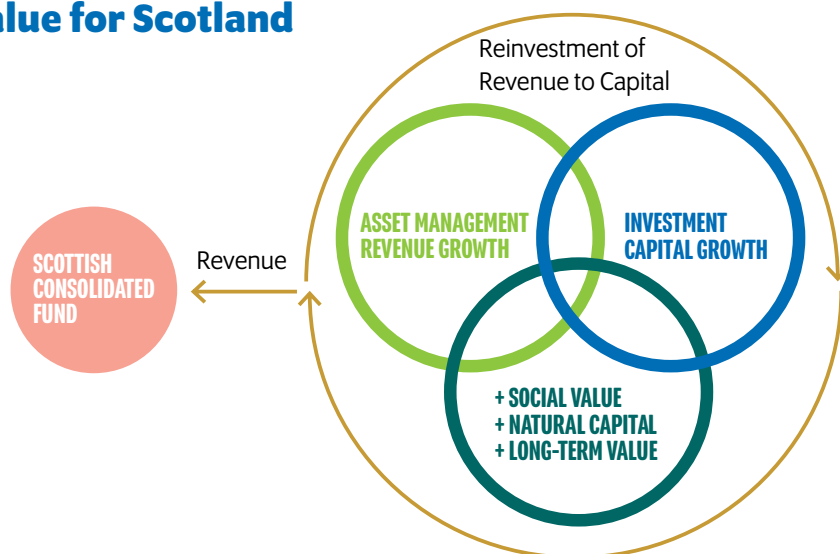 alue for Scotland
Reinvestment of
Revenue to Capital
ASSET MANAGEMENT
REVENUE GROWTH
INVESTMENT
CAPITAL GROWTH
Revenue
SCOTTISH
CONSOLIDATED
FUND
+ SOCIAL VALUE
+ NATURAL CAPITAL
+ LONG-TERM VALUE